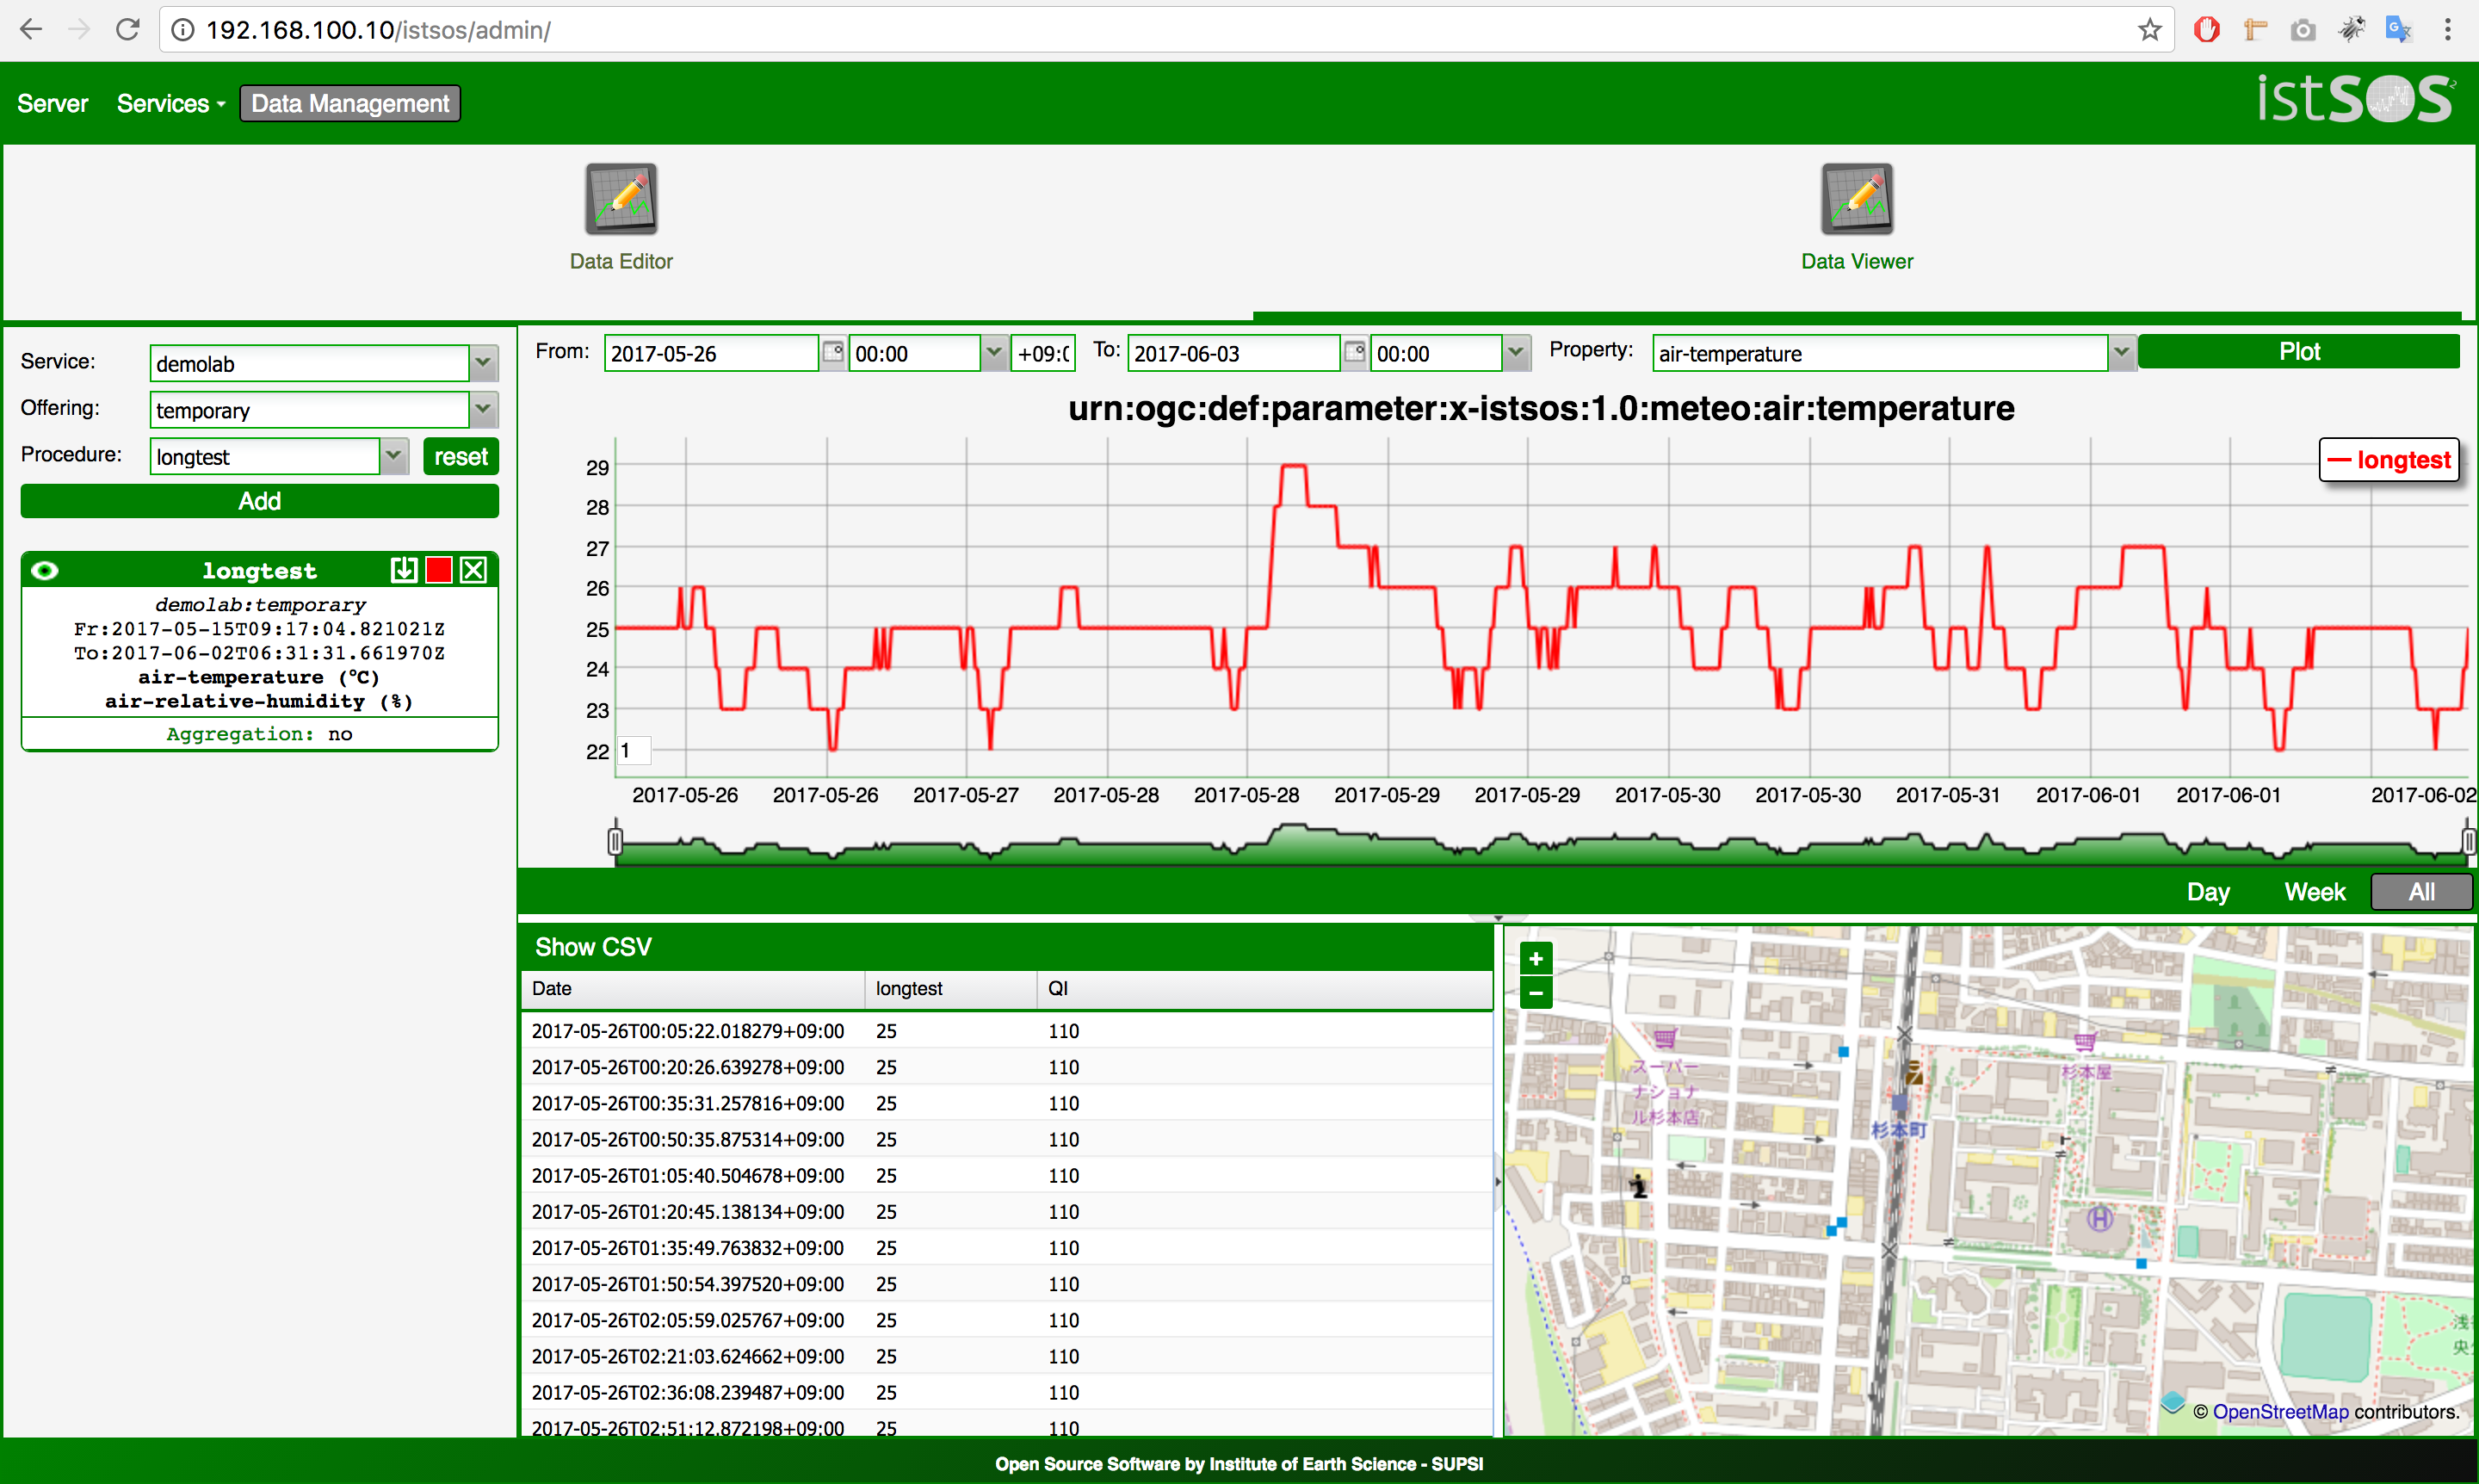 192.168.100.10/istsos/admin/
Server Services Data Management
istSOS²
Data Editor
Data Viewer
Service: demolab
Offering: temporary
Procedure: longtest reset
Add
longtest
demolab:temporary
Fr:2017-05-15T09:17:04.821021Z
To:2017-06-02T06:31:31.661970Z
air-temperature (°C)
air-relative-humidity (%)
Aggregation: no
From: 2017-05-26 00:00 To: 2017-06-03 00:00 Property: air-temperature Plot
urn:ogc:def:parameter:x-istsos:1.0:meteo:air:temperature
longtest
29
28
27
26
25
24
23
22 1
2017-05-26 2017-05-26 2017-05-27 2017-05-28 2017-05-28 2017-05-29 2017-05-29 2017-05-30 2017-05-30 2017-05-31 2017-06-01 2017-06-01 2017-06-02
Day Week All
Show CSV
Date longtest QI
2017-05-26T00:05:22.018279+09:00 25 110
2017-05-26T00:20:26.639278+09:00 25 110
2017-05-26T00:35:31.257816+09:00 25 110
2017-05-26T00:50:35.875314+09:00 25 110
2017-05-26T01:05:40.504678+09:00 25 110
2017-05-26T01:20:45.138134+09:00 25 110
2017-05-26T01:35:49.763832+09:00 25 110
2017-05-26T01:50:54.397520+09:00 25 110
2017-05-26T02:05:59.025767+09:00 25 110
2017-05-26T02:21:03.624662+09:00 25 110
2017-05-26T02:36:08.239487+09:00 25 110
2017-05-26T02:51:12.872198+09:00 25 110
+
−
スーパー
ナショナ
ル杉本店
杉本屋
杉本町
H
© OpenStreetMap contributors.
Open Source Software by Institute of Earth Science - SUPSI